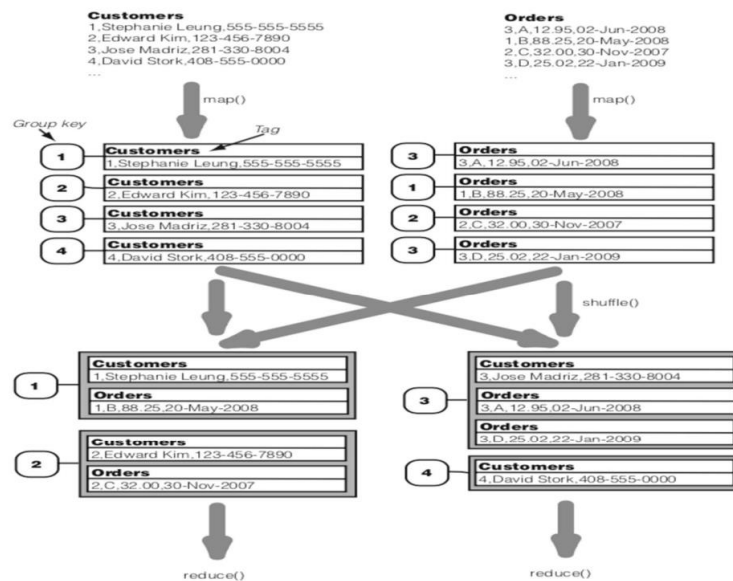 Customers
1,Stephanie Leung,555-555-5555
2,Edward Kim,123-456-7890
3,Jose Madriz,281-330-8004
4,David Stork,408-555-0000
...
Orders
3,A,12.95,02-Jun-2008
1,B,88.25,20-May-2008
2,C,32.00,30-Nov-2007
3,D,25.02,22-Jan-2009
...
map()
map()
Group key
Tag
1
Customers
1,Stephanie Leung,555-555-5555
2
Customers
2,Edward Kim,123-456-7890
3
Customers
3,Jose Madriz,281-330-8004
4
Customers
4,David Stork,408-555-0000
3
Orders
3,A,12.95,02-Jun-2008
1
Orders
1,B,88.25,20-May-2008
2
Orders
2,C,32.00,30-Nov-2007
3
Orders
3,D,25.02,22-Jan-2009
shuffle()
1
Customers
1,Stephanie Leung,555-555-5555
Orders
1,B,88.25,20-May-2008
2
Customers
2,Edward Kim,123-456-7890
Orders
2,C,32.00,30-Nov-2007
3
Customers
3,Jose Madriz,281-330-8004
Orders
3,A,12.95,02-Jun-2008
Orders
3,D,25.02,22-Jan-2009
4
Customers
4,David Stork,408-555-0000
reduce()
reduce()